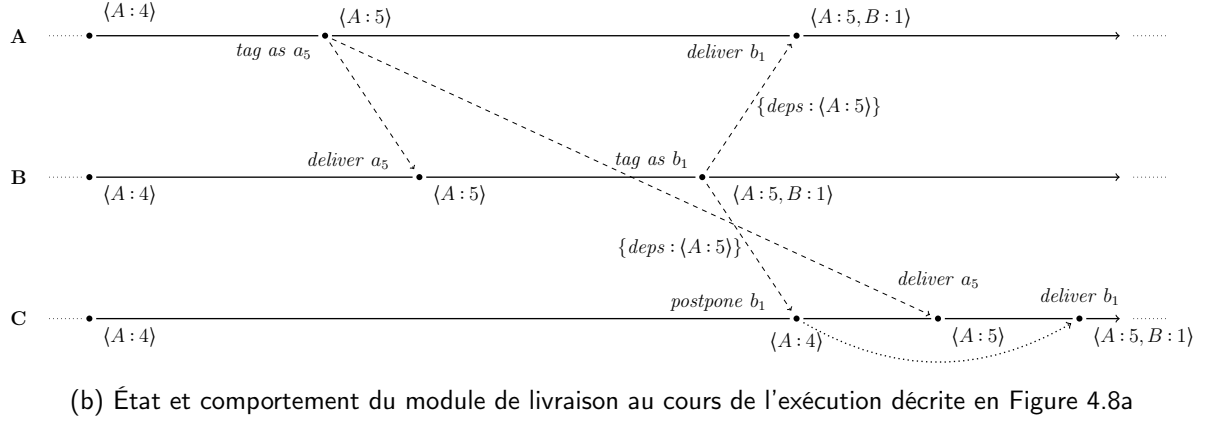 ⟨A : 4⟩
⟨A : 5⟩
⟨A : 5, B : 1⟩
A
tag as a₅
deliver b₁
{deps : ⟨A : 5⟩}
deliver a₅
tag as b₁
B
⟨A : 4⟩
⟨A : 5⟩
⟨A : 5, B : 1⟩
{deps : ⟨A : 5⟩}
deliver a₅
postpone b₁
deliver b₁
C
⟨A : 4⟩
⟨A : 4⟩
⟨A : 5⟩
⟨A : 5, B : 1⟩
(b) État et comportement du module de livraison au cours de l'exécution décrite en Figure 4.8a